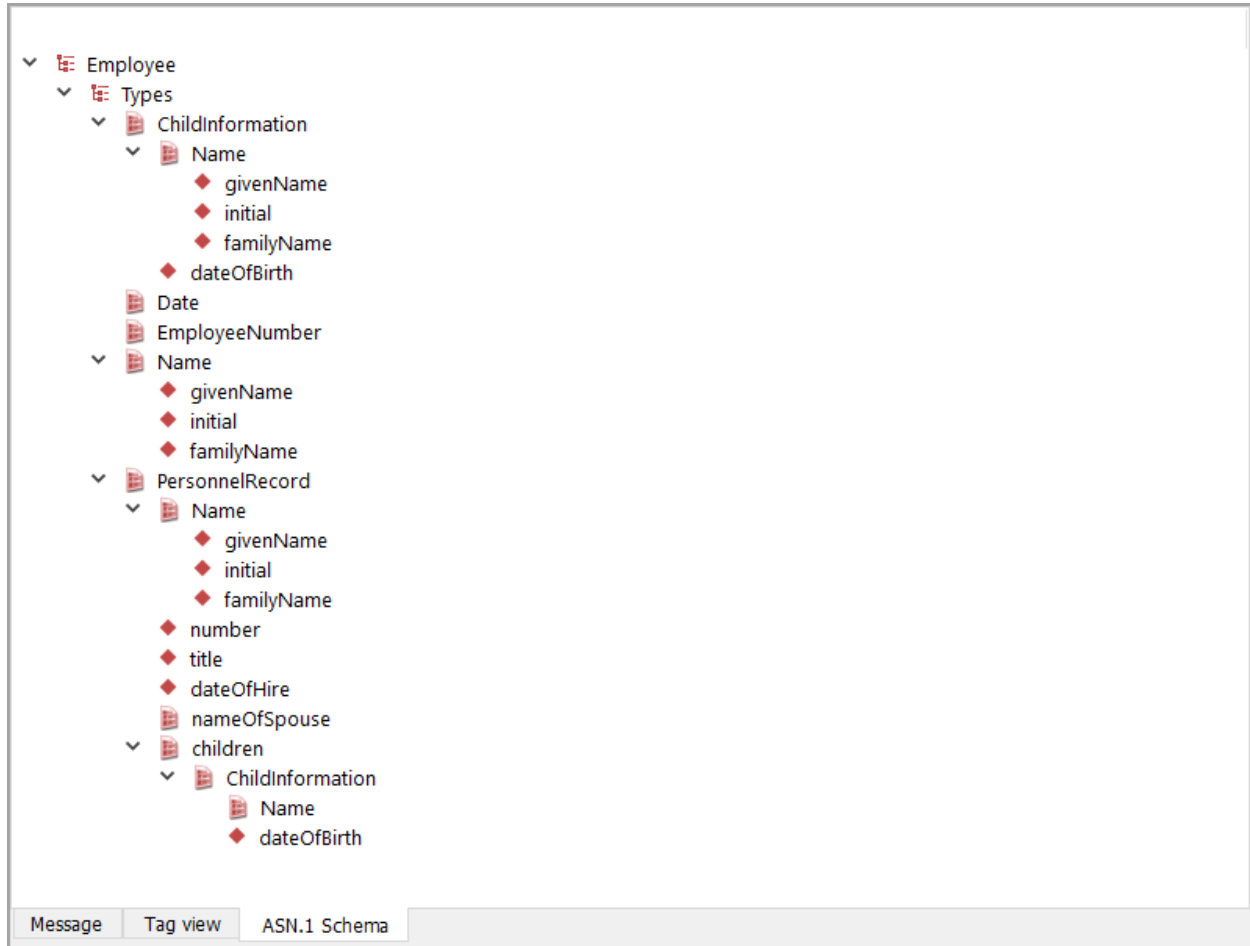 Employee
Types
ChildInformation
Name
givenName
initial
familyName
dateOfBirth
Date
EmployeeNumber
Name
givenName
initial
familyName
PersonnelRecord
Name
givenName
initial
familyName
number
title
dateOfHire
nameOfSpouse
children
ChildInformation
Name
dateOfBirth
Message Tag view ASN.1 Schema